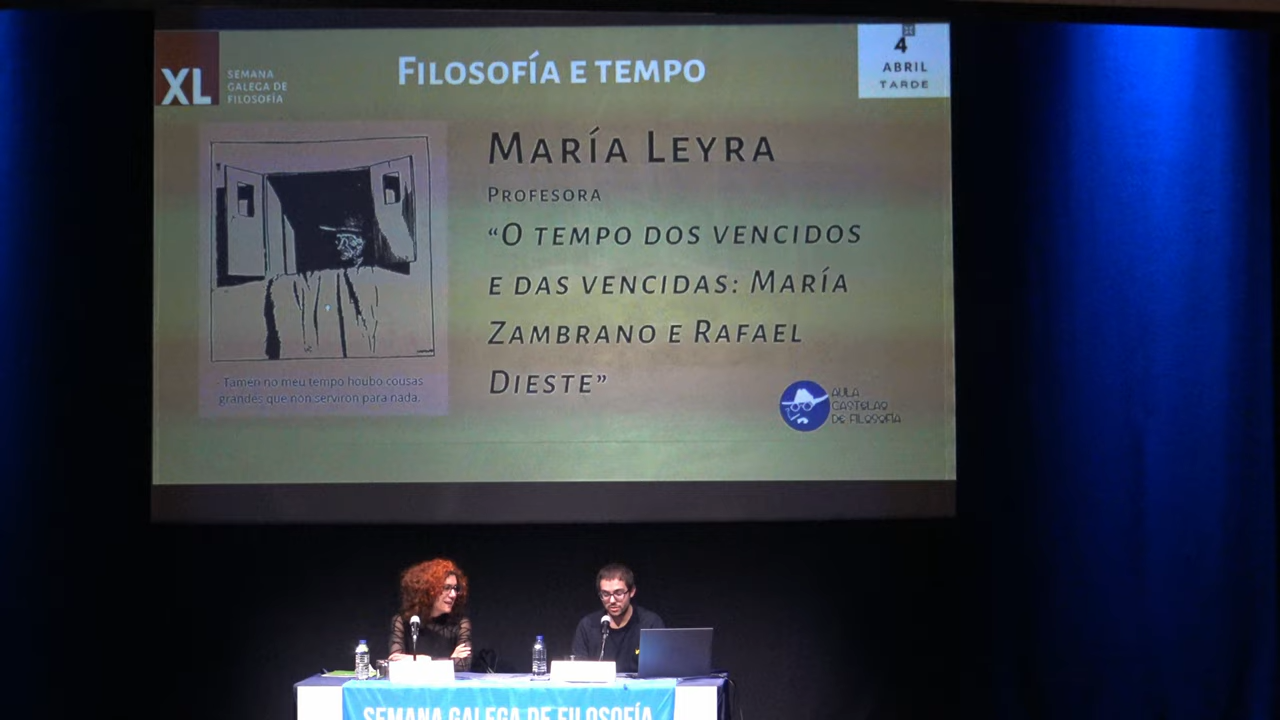 XL
SEMANA
GALEGA DE
FILOSOFÍA
FILOSOFÍA E TEMPO
4
ABRIL
TARDE
MARÍA LEYRA
PROFESORA
“O TEMPO DOS VENCIDOS
E DAS VENCIDAS: MARÍA
ZAMBRANO E RAFAEL
DIESTE”
- Tamén no meu tempo houbo cousas
grandes que non serviron para nada.
AULA
CASTELAO
DE FILOSOFÍA
SEMANA GALEGA DE FILOSOFÍA